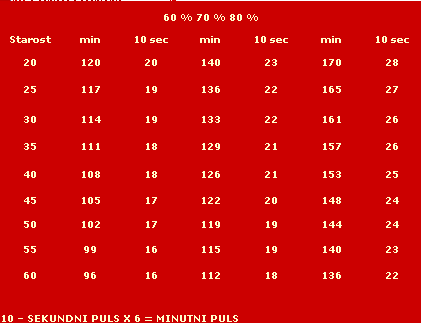 60 % 70 % 80 %
Starost min 10 sec min 10 sec min 10 sec
20 120 20 140 23 170 28
25 117 19 136 22 165 27
30 114 19 133 22 161 26
35 111 18 129 21 157 26
40 108 18 126 21 153 25
45 105 17 122 20 148 24
50 102 17 119 19 144 24
55 99 16 115 19 140 23
60 96 16 112 18 136 22
10 - SEKUNDNI PULS X 6 = MINUTNI PULS